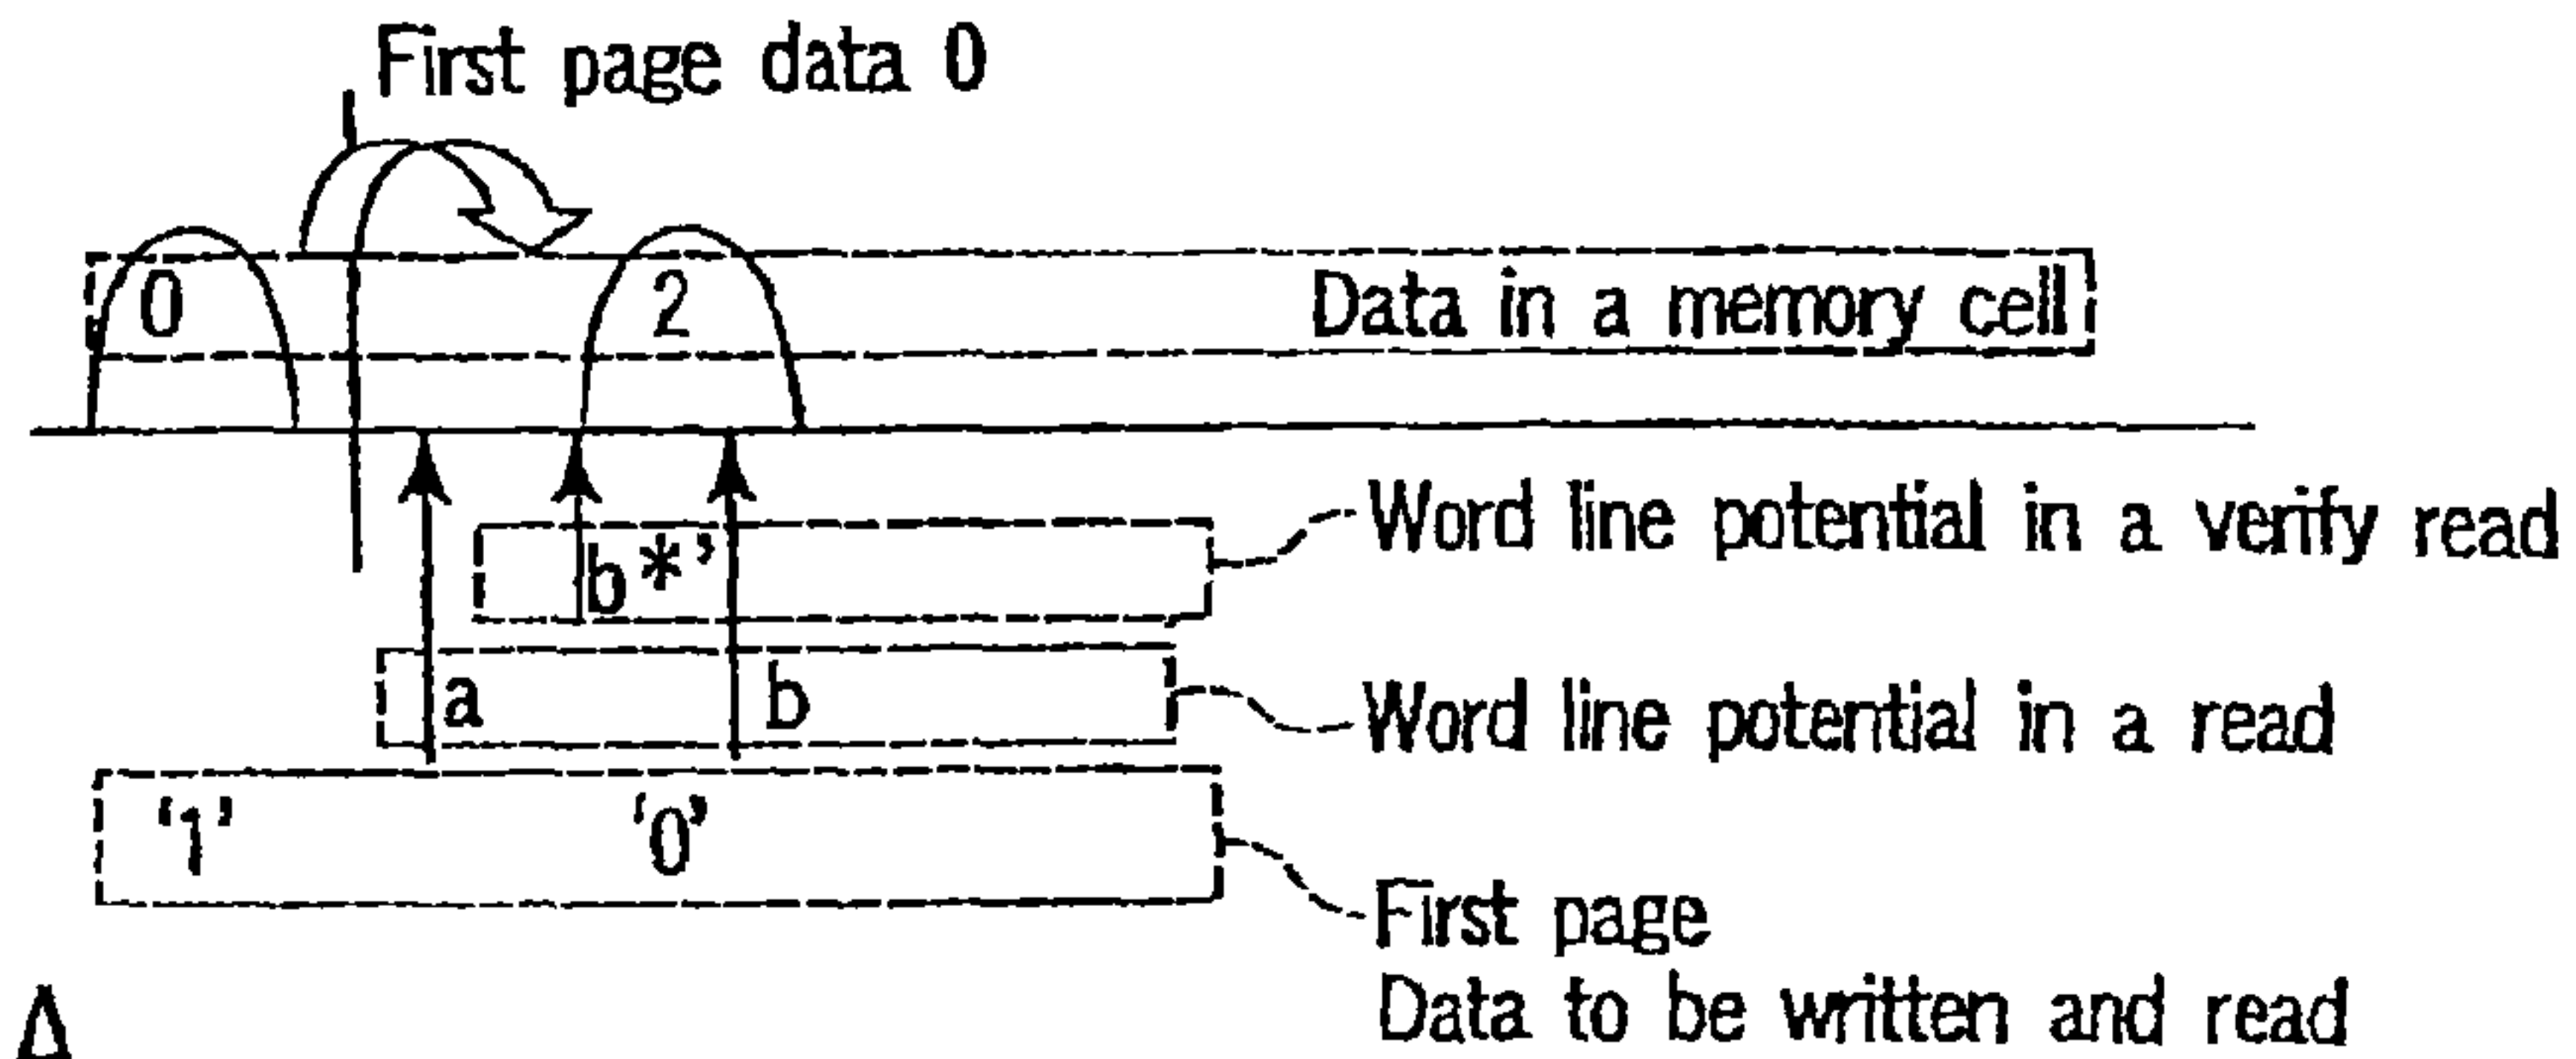 First page data 0
0 2 Data in a memory cell
Word line potential in a verify read
b*'
a b
Word line potential in a read
'1' '0'
First page
Data to be written and read
A